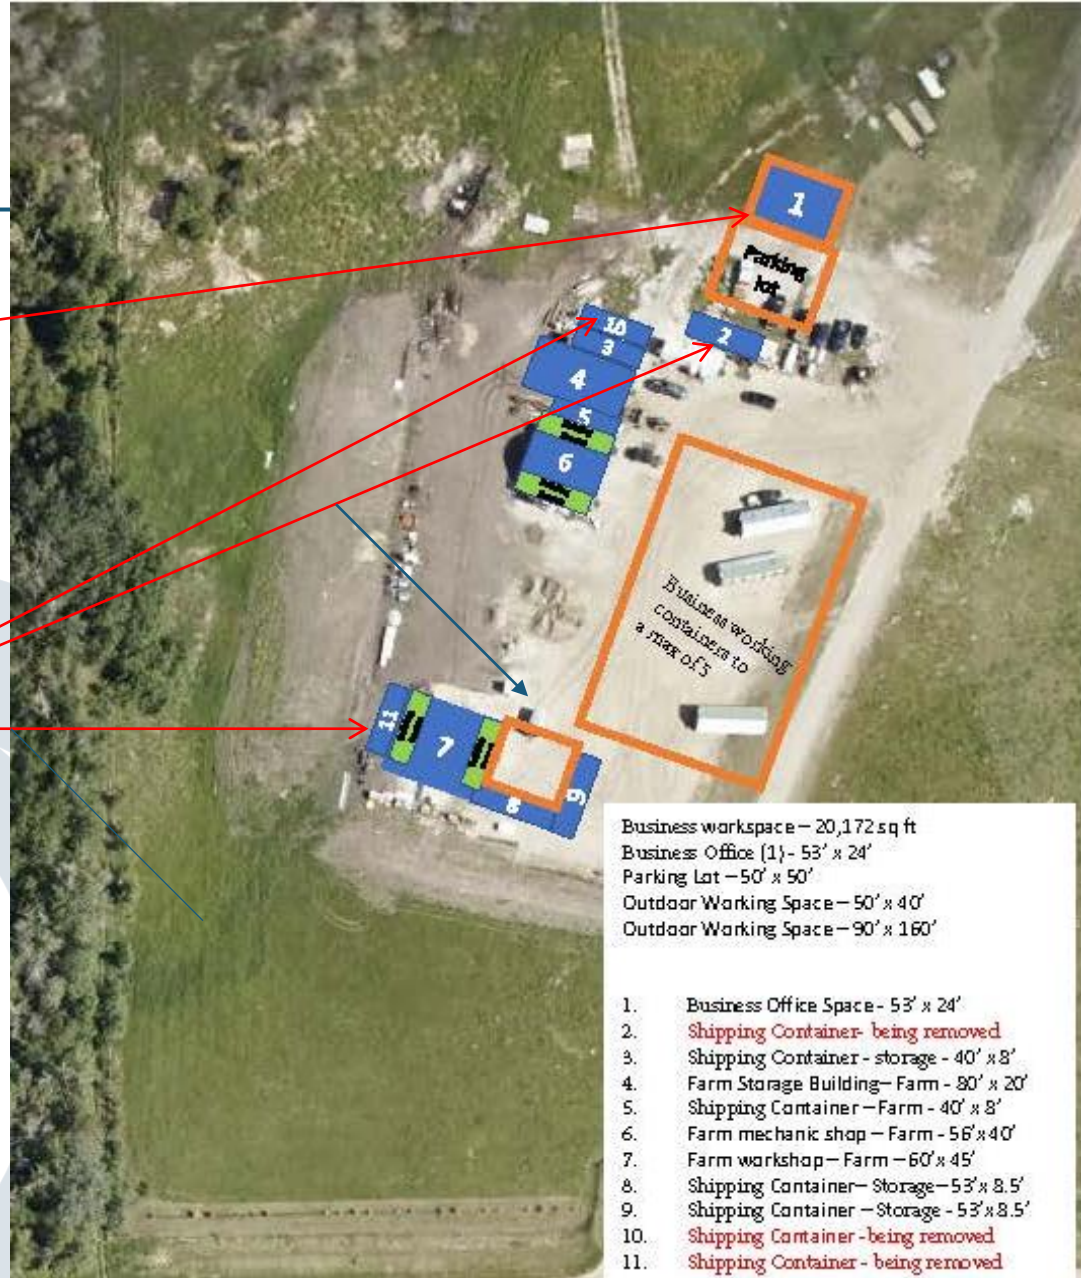 1
Parking
lot
10
2
3
4
5
6
Business working
containers to
a max of 5
11
7
8
9
Business workspace – 20,172 sq ft
Business Office (1) - 53' x 24'
Parking Lot – 50' x 50'
Outdoor Working Space – 50' x 40'
Outdoor Working Space – 90' x 160'
1. Business Office Space - 53' x 24'
2. Shipping Container- being removed
3. Shipping Container - storage - 40' x 8'
4. Farm Storage Building– Farm - 80' x 20'
5. Shipping Container – Farm - 40' x 8'
6. Farm mechanic shop – Farm - 56' x 40'
7. Farm workshop – Farm – 60' x 45'
8. Shipping Container– Storage– 53' x 8.5'
9. Shipping Container – Storage - 53' x 8.5'
10. Shipping Container - being removed
11. Shipping Container - being removed